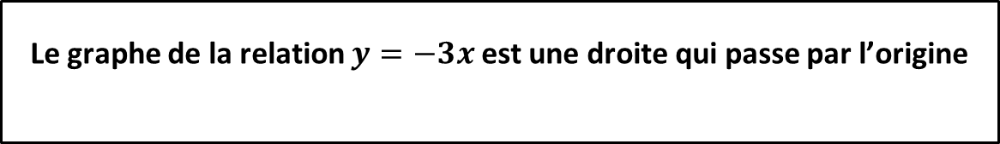 Le graphe de la relation 𝒚 = −𝟑𝒙 est une droite qui passe par l’origine